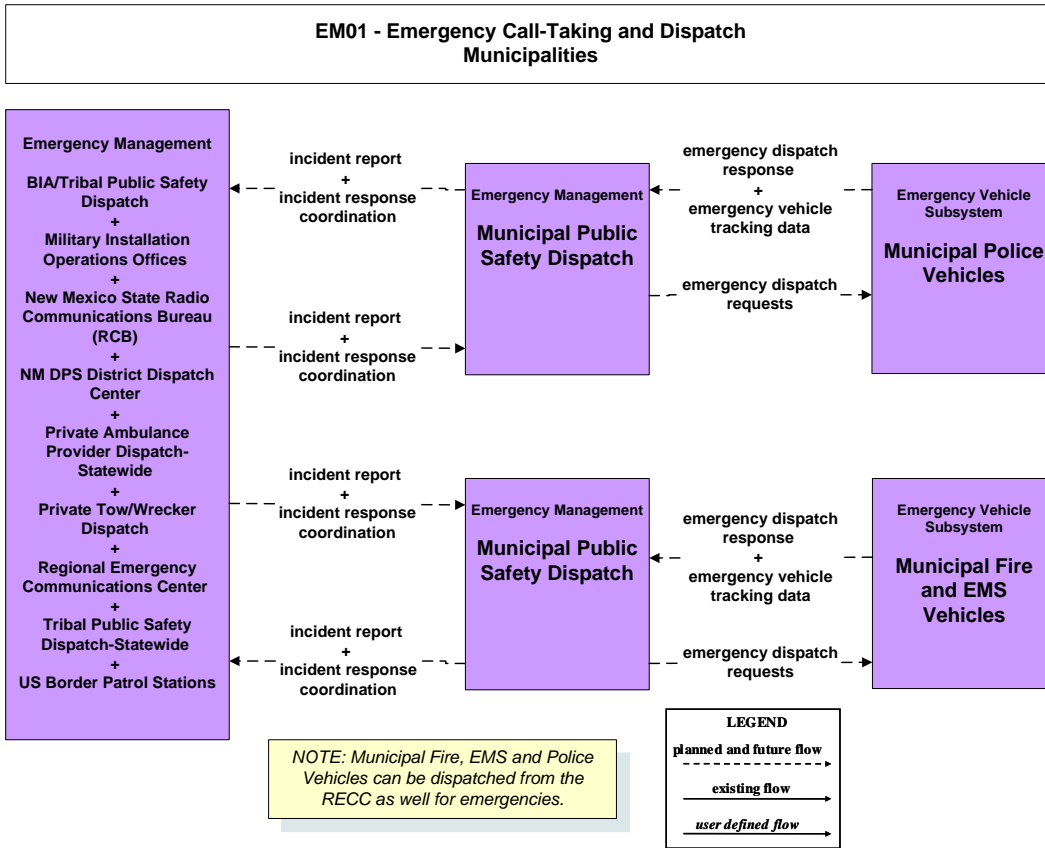 EM01 - Emergency Call-Taking and Dispatch
Municipalities
Emergency Management
BIA/Tribal Public Safety
Dispatch
+
Military Installation
Operations Offices
+
New Mexico State Radio
Communications Bureau
(RCB)
+
NM DPS District Dispatch
Center
+
Private Ambulance
Provider Dispatch-
Statewide
+
Private Tow/Wrecker
Dispatch
+
Regional Emergency
Communications Center
+
Tribal Public Safety
Dispatch-Statewide
+
US Border Patrol Stations
incident report
+
incident response
coordination
incident report
+
incident response
coordination
incident report
+
incident response
coordination
incident report
+
incident response
coordination
Emergency Management
Municipal Public
Safety Dispatch
Emergency Management
Municipal Public
Safety Dispatch
emergency dispatch
response
+
emergency vehicle
tracking data
emergency dispatch
requests
emergency dispatch
response
+
emergency vehicle
tracking data
emergency dispatch
requests
Emergency Vehicle
Subsystem
Municipal Police
Vehicles
Emergency Vehicle
Subsystem
Municipal Fire
and EMS
Vehicles
NOTE: Municipal Fire, EMS and Police
Vehicles can be dispatched from the
RECC as well for emergencies.
LEGEND
planned and future flow
existing flow
user defined flow